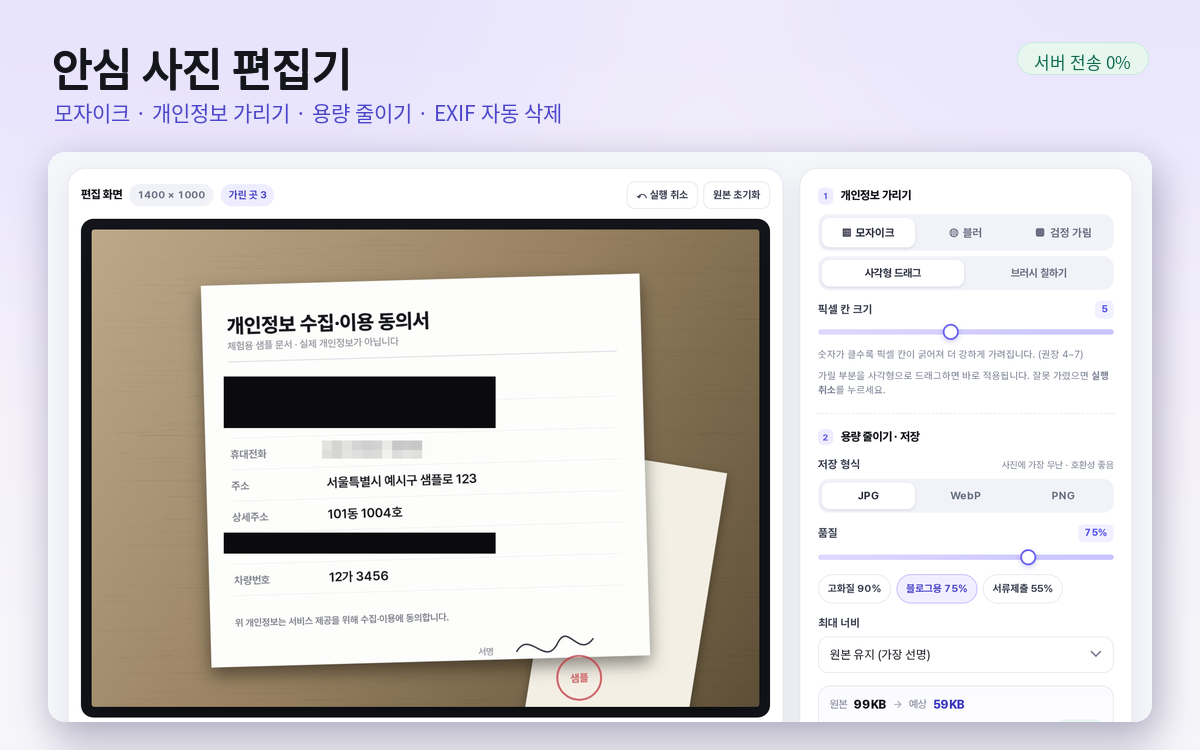 안심 사진 편집기
서버 전송 0%
모자이크 · 개인정보 가리기 · 용량 줄이기 · EXIF 자동 삭제
편집 화면 1400 × 1000 가린 곳 3 ↶ 실행 취소 원본 초기화
개인정보 수집·이용 동의서
체험용 샘플 문서 · 실제 개인정보가 아닙니다
휴대전화
주소 서울특별시 예시구 샘플로 123
상세주소 101동 1004호
차량번호 12가 3456
위 개인정보는 서비스 제공을 위해 수집·이용에 동의합니다.
서명
샘플
1 개인정보 가리기
모자이크 블러 검정 가림
사각형 드래그 브러시 칠하기
픽셀 칸 크기 5
숫자가 클수록 픽셀 칸이 굵어져 더 강하게 가려집니다. (권장 4~7)
가릴 부분을 사각형으로 드래그하면 바로 적용됩니다. 잘못 가렸으면 실행
취소를 누르세요.
2 용량 줄이기 · 저장
저장 형식 사진에 가장 무난 · 호환성 좋음
JPG WebP PNG
품질 75%
고화질 90% 블로그용 75% 서류제출 55%
최대 너비
원본 유지 (가장 선명)
원본 99KB → 예상 59KB